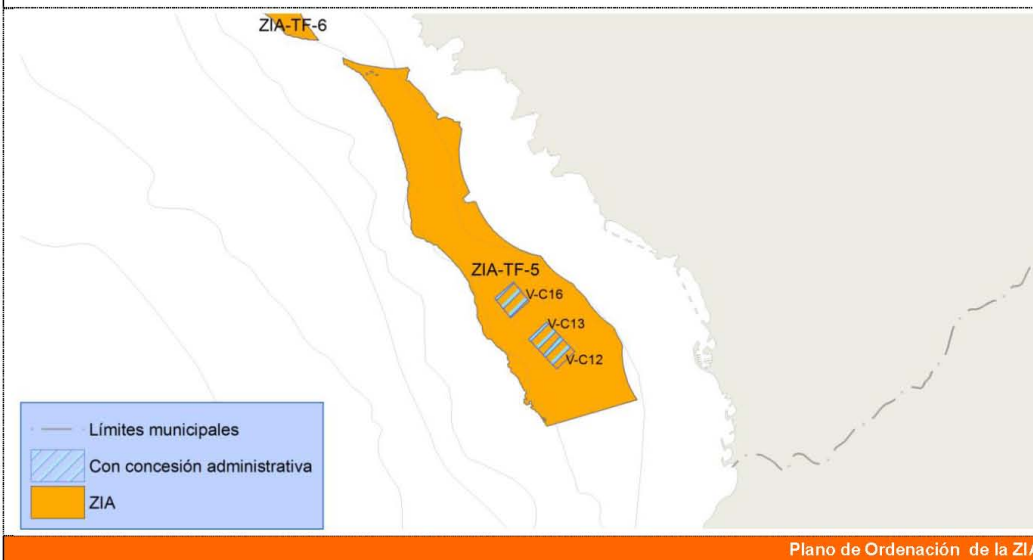 ZIA-TF-6
ZIA-TF-5
V-C16
V-C13
V-C12
Límites municipales
Con concesión administrativa
ZIA
Plano de Ordenación de la ZIA